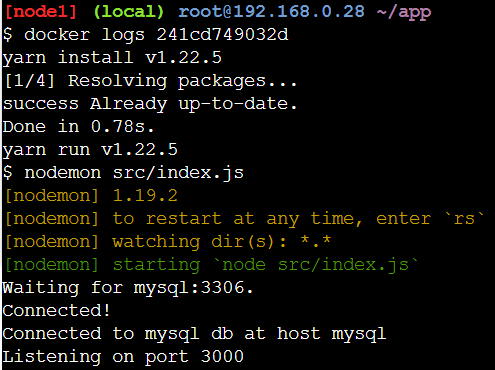 [node1] (local) root@192.168.0.28 ~/app
$ docker logs 241cd749032d
yarn install v1.22.5
[1/4] Resolving packages...
success Already up-to-date.
Done in 0.78s.
yarn run v1.22.5
$ nodemon src/index.js
[nodemon] 1.19.2
[nodemon] to restart at any time, enter `rs`
[nodemon] watching dir(s): *.*
[nodemon] starting `node src/index.js`
Waiting for mysql:3306.
Connected!
Connected to mysql db at host mysql
Listening on port 3000